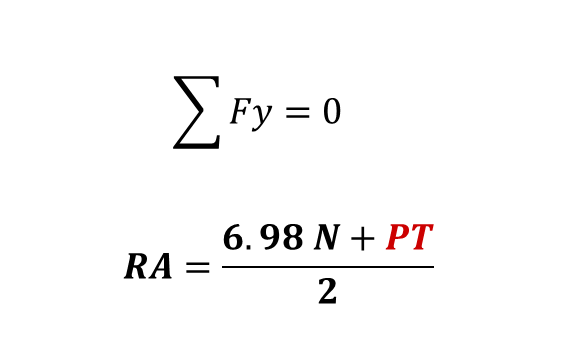 ∑ Fy = 0
RA = (6.98 N + PT) / 2